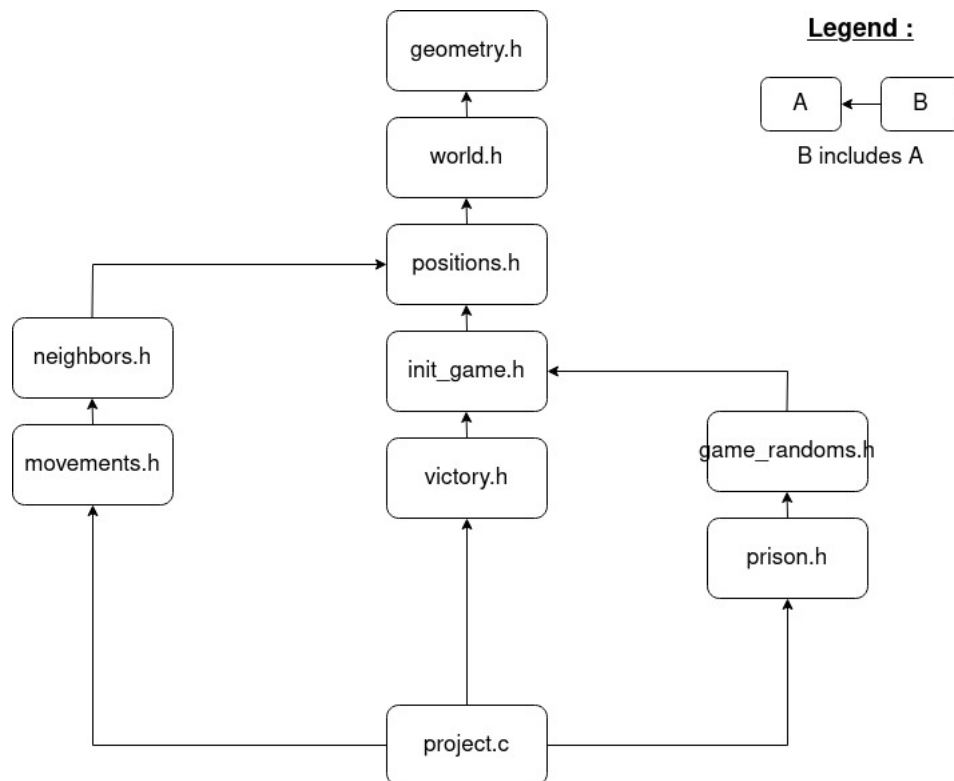 geometry.h
Legend :
A
B
B includes A
world.h
positions.h
neighbors.h
init_game.h
movements.h
victory.h
game_randoms.h
prison.h
project.c